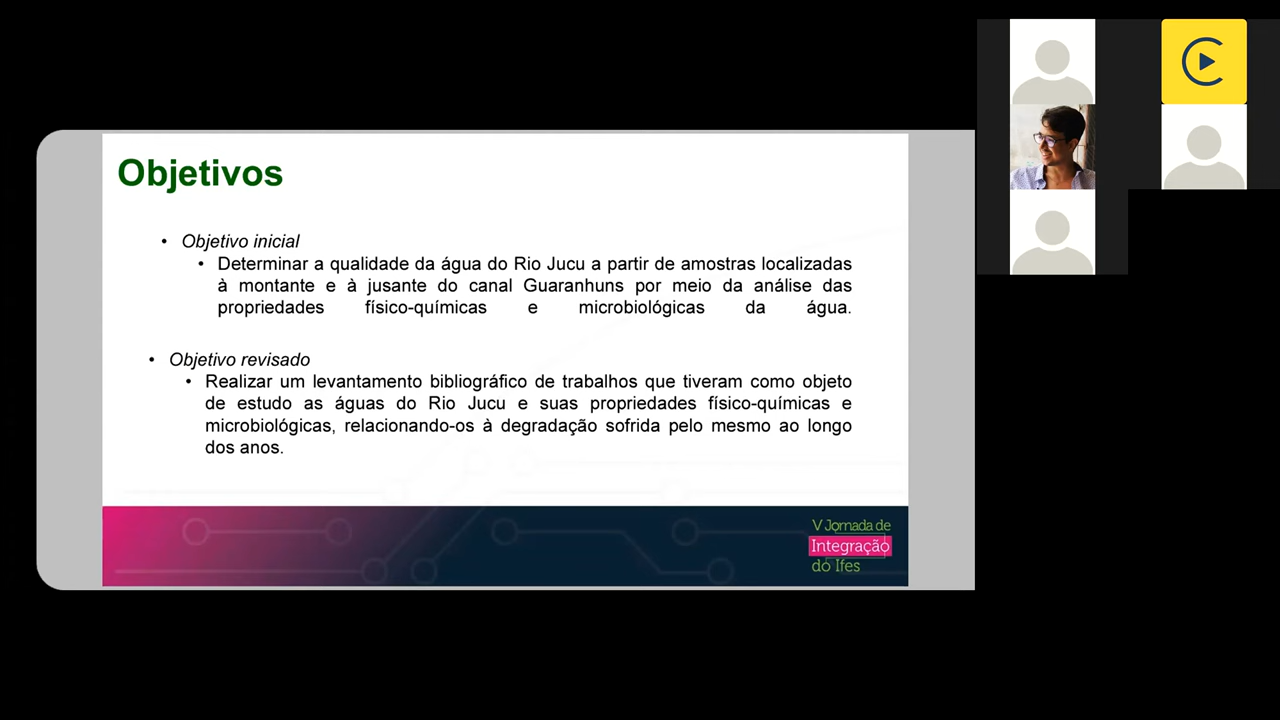 Objetivos
• Objetivo inicial
• Determinar a qualidade da água do Rio Jucu a partir de amostras localizadas
à montante e à jusante do canal Guaranhuns por meio da análise das
propriedades físico-químicas e microbiológicas da água.
• Objetivo revisado
• Realizar um levantamento bibliográfico de trabalhos que tiveram como objeto
de estudo as águas do Rio Jucu e suas propriedades físico-químicas e
microbiológicas, relacionando-os à degradação sofrida pelo mesmo ao longo
dos anos.
V Jornada de
Integração
do Ifes